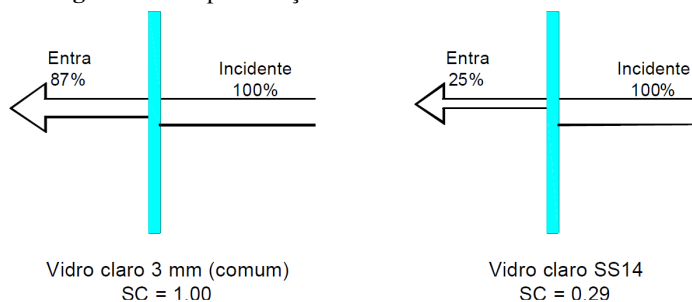 Entra
87%
Incidente
100%
Vidro claro 3 mm (comum)
SC = 1.00
Entra
25%
Incidente
100%
Vidro claro SS14
SC = 0.29